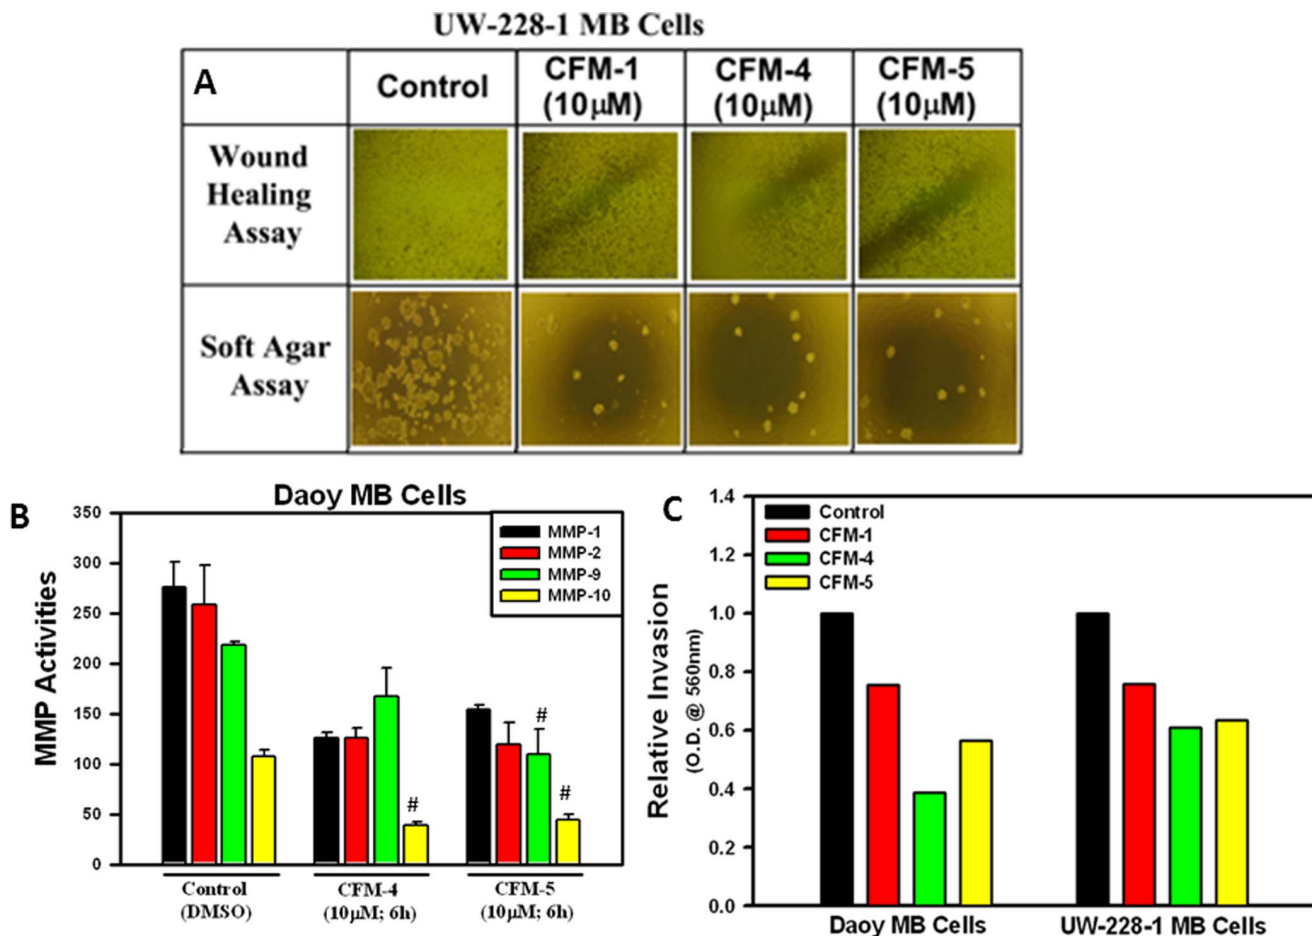 UW-228-1 MB Cells
A
Control
CFM-1
(10μM)
CFM-4
(10μM)
CFM-5
(10μM)
Wound
Healing
Assay
Soft Agar
Assay
B
Daoy MB Cells
MMP Activities
350
300
250
200
150
100
50
0
MMP-1
MMP-2
MMP-9
MMP-10
#
#
#
Control
(DMSO)
CFM-4
(10μM; 6h)
CFM-5
(10μM; 6h)
C
Relative Invasion
(O.D. @ 560nm)
1.4
1.2
1.0
0.8
0.6
0.4
0.2
0.0
Control
CFM-1
CFM-4
CFM-5
Daoy MB Cells
UW-228-1 MB Cells